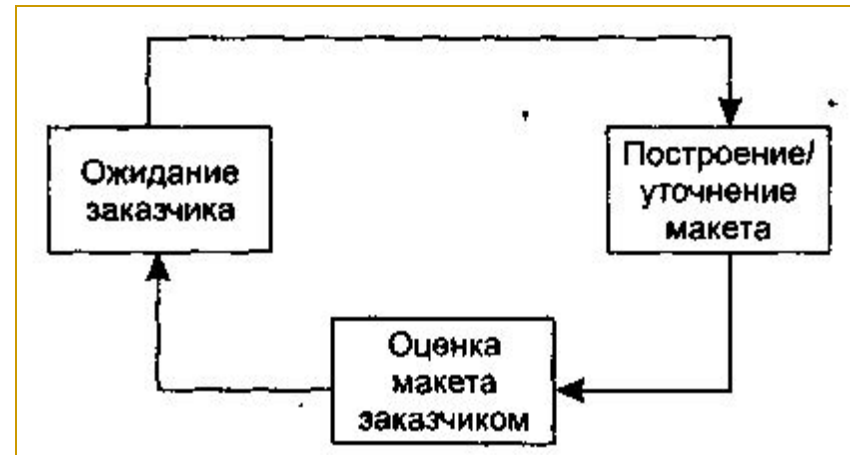 Ожидание
заказчика
Построение/
уточнение
макета
Оценка
макета
заказчиком